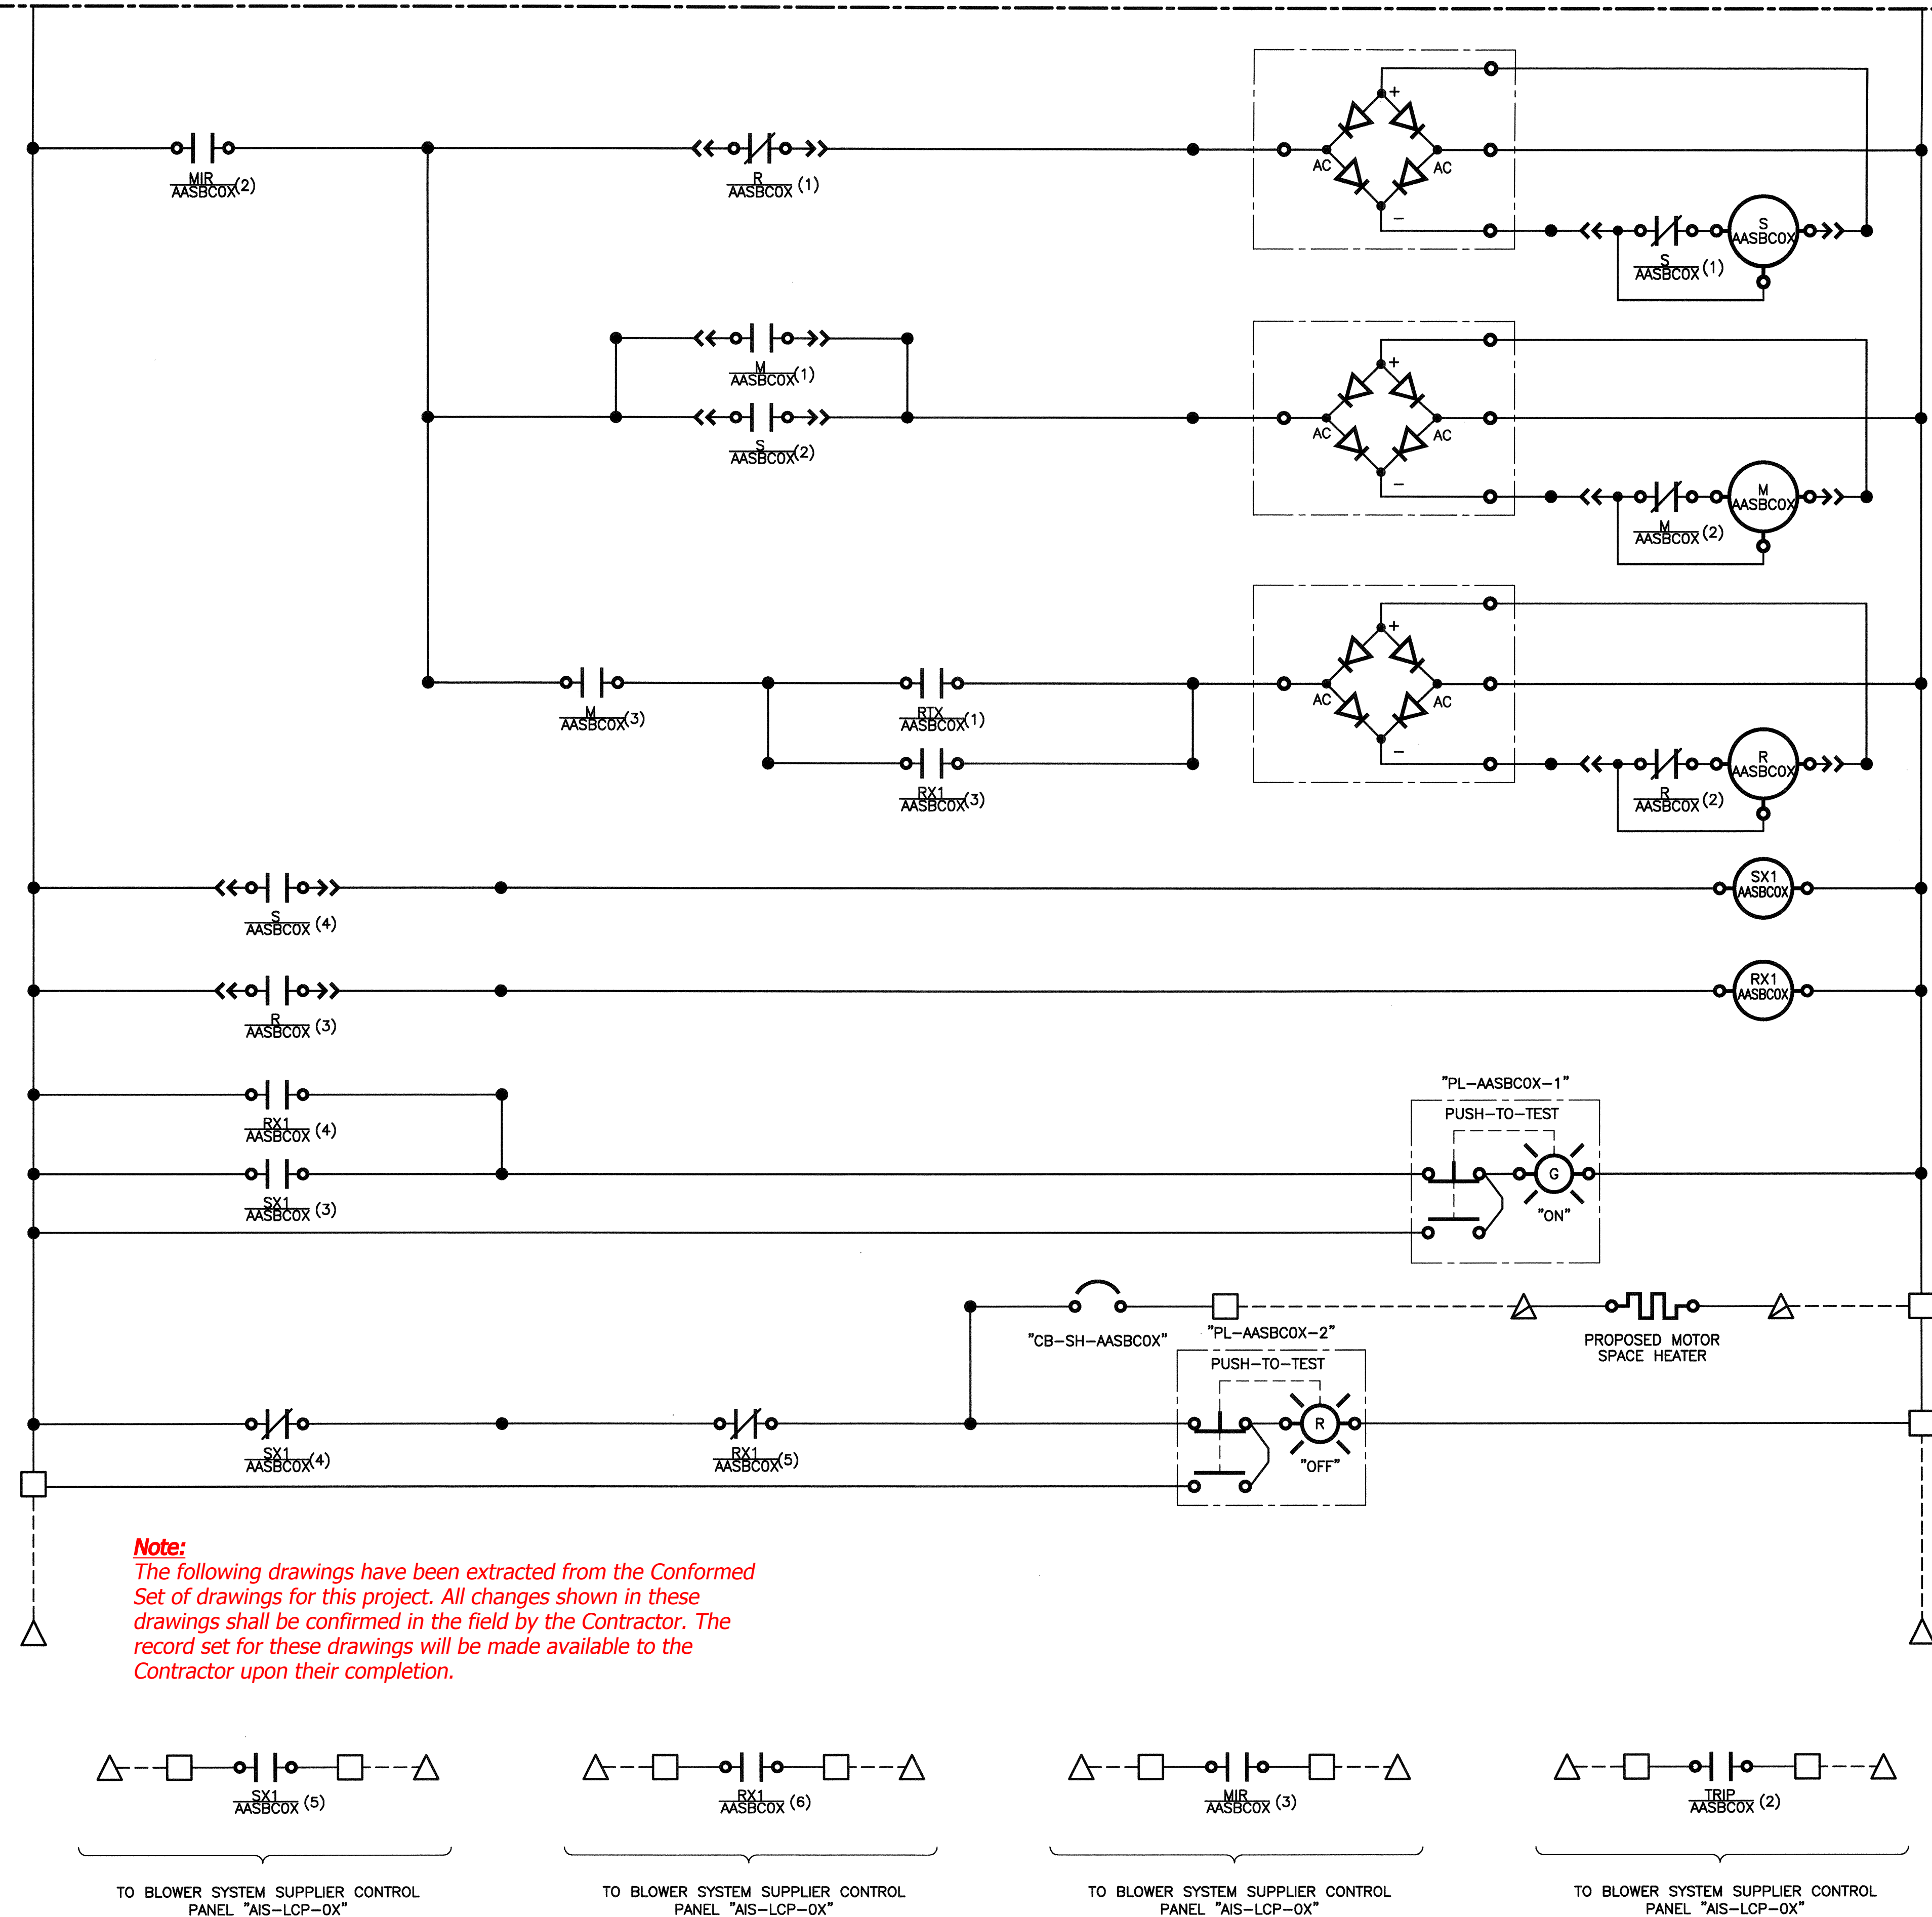 +
AC
AC
MIR
AASBCOX (2)
R
AASBCOX (1)
–
S
AASBCOX
S
AASBCOX (1)
M
AASBCOX (1)
+
AC
AC
S
AASBCOX (2)
–
M
AASBCOX
M
AASBCOX (2)
+
AC
AC
M
AASBCOX (3)
RTX
AASBCOX (1)
–
R
AASBCOX
RX1
AASBCOX (3)
R
AASBCOX (2)
SX1
AASBCOX
S
AASBCOX (4)
RX1
AASBCOX
R
AASBCOX (3)
"PL-AASBCOX-1"
PUSH-TO-TEST
RX1
AASBCOX (4)
G
SX1
AASBCOX (3)
"ON"
"CB-SH-AASBCOX"
"PL-AASBCOX-2"
PROPOSED MOTOR
SPACE HEATER
PUSH-TO-TEST
R
SX1
AASBCOX (4)
RX1
AASBCOX (5)
"OFF"
Note:
The following drawings have been extracted from the Conformed
Set of drawings for this project. All changes shown in these
drawings shall be confirmed in the field by the Contractor. The
record set for these drawings will be made available to the
Contractor upon their completion.
SX1
AASBCOX (5)
RX1
AASBCOX (6)
MIR
AASBCOX (3)
TRIP
AASBCOX (2)
TO BLOWER SYSTEM SUPPLIER CONTROL
PANEL "AIS-LCP-OX"
TO BLOWER SYSTEM SUPPLIER CONTROL
PANEL "AIS-LCP-OX"
TO BLOWER SYSTEM SUPPLIER CONTROL
PANEL "AIS-LCP-OX"
TO BLOWER SYSTEM SUPPLIER CONTROL
PANEL "AIS-LCP-OX"